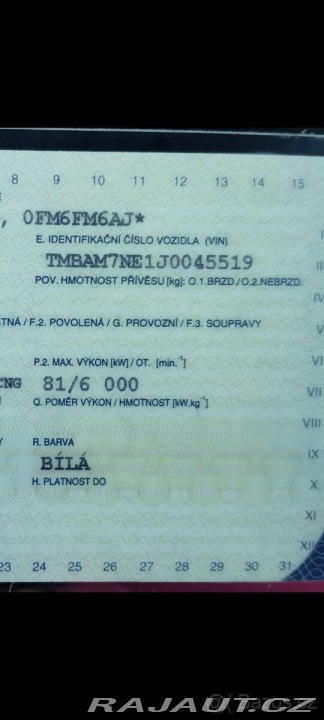 8 9 10 11 12 13 14 15
, 0FM6FM6AJ*
I
E. IDENTIFIKAČNÍ ČÍSLO VOZIDLA (VIN)
TMBAM7NE1J0045519
III
POV. HMOTNOST PŘÍVĚSU [kg]: O.1.BRZD./O.2.NEBRZD.
IV
TNÁ / F.2. POVOLENÁ / G. PROVOZNÍ / F.3. SOUPRAVY
V
P.2. MAX. VÝKON [kW] / OT. [min.-1]
VI
CNG 81/6 000
VII
Q. POMĚR VÝKON / HMOTNOST [kW.kg-1]
VIII
R. BARVA
BÍLÁ
IX
H. PLATNOST DO
X
XI
XII
23 24 25 26 27 28 29 30 31
RAJAUT.CZ